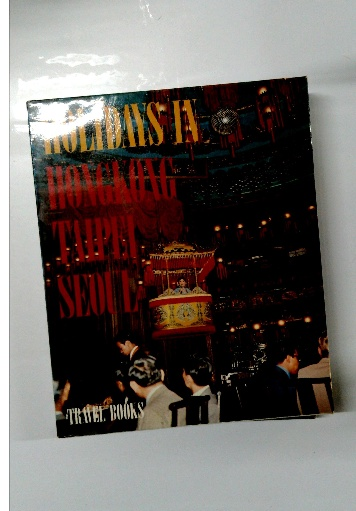 HOLIDAYS IN
HONGKONG
TAIPEI
SEOUL
TRAVEL BOOKS